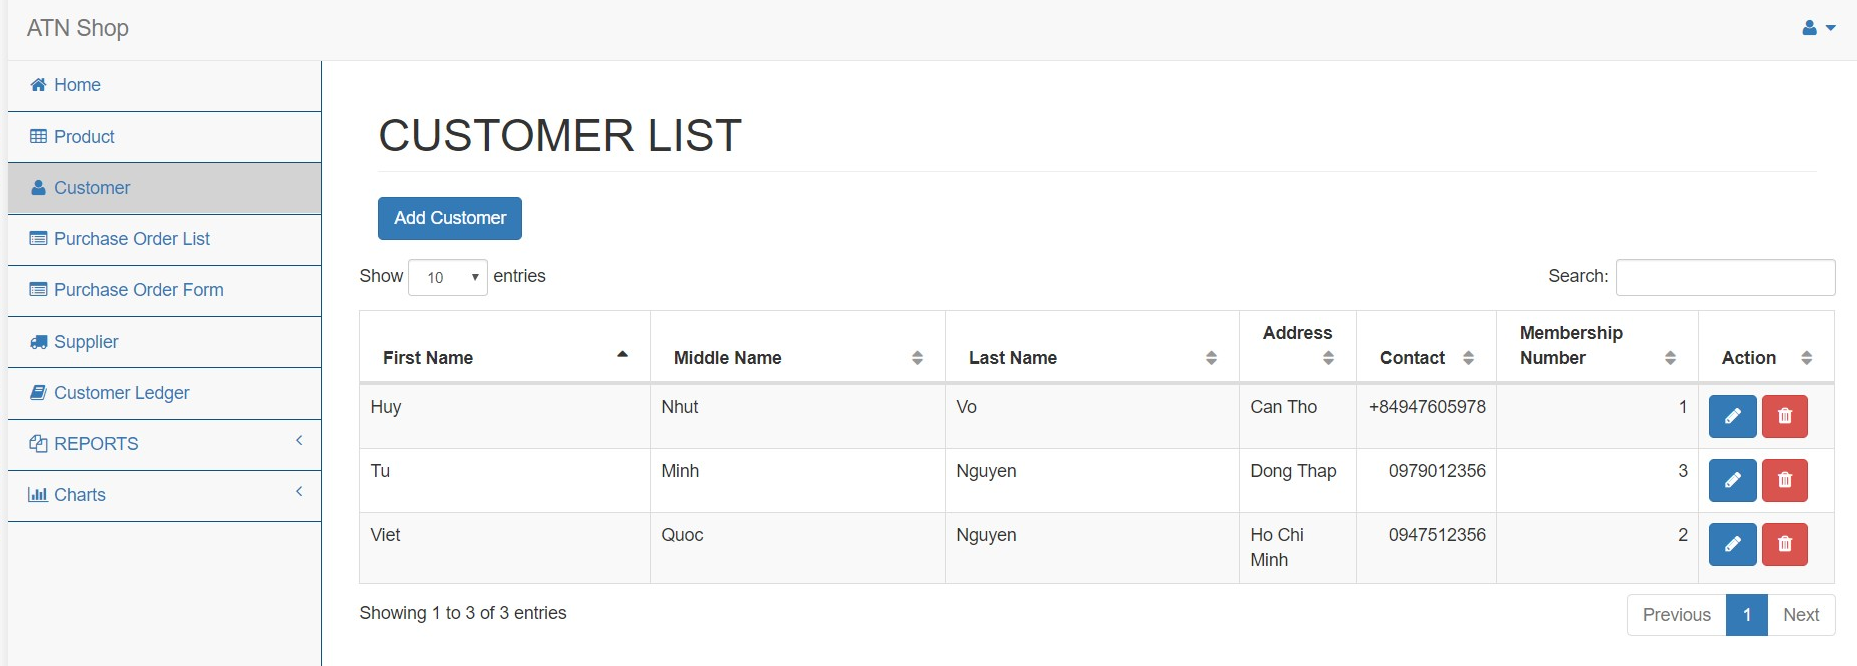 ATN Shop
Home
Product
Customer
Purchase Order List
Purchase Order Form
Supplier
Customer Ledger
REPORTS
Charts
CUSTOMER LIST
Add Customer
Show 10 entries
Search:
First Name Middle Name Last Name Address Contact Membership Number Action
Huy Nhut Vo Can Tho +84947605978 1
Tu Minh Nguyen Dong Thap 0979012356 3
Viet Quoc Nguyen Ho Chi Minh 0947512356 2
Showing 1 to 3 of 3 entries
Previous 1 Next